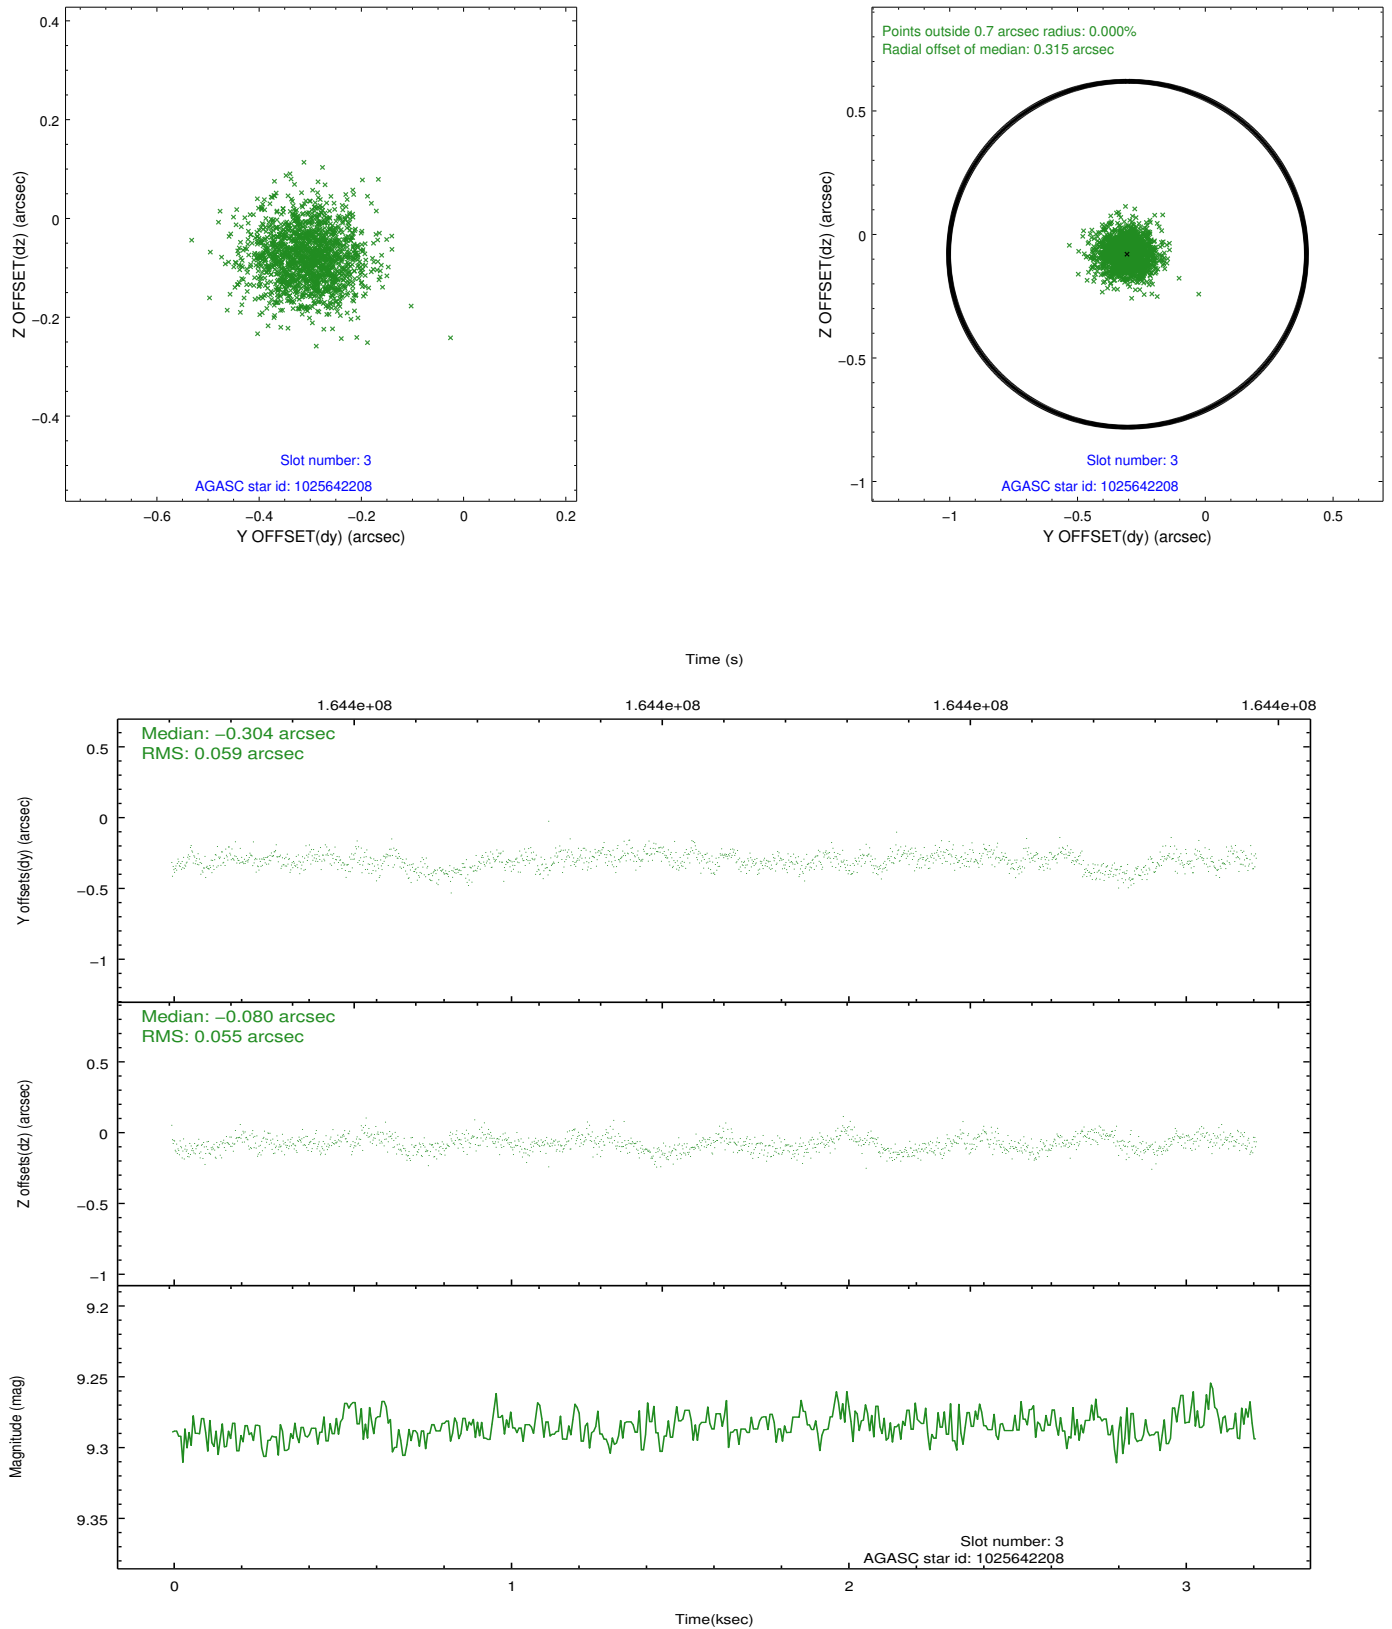 0.4
0.2
0
−0.2
−0.4
Z OFFSET(dz) (arcsec)
Slot number: 3
AGASC star id: 1025642208
−0.6 −0.4 −0.2 0 0.2
Y OFFSET(dy) (arcsec)
Points outside 0.7 arcsec radius: 0.000%
Radial offset of median: 0.315 arcsec
0.5
0
−0.5
−1
Z OFFSET(dz) (arcsec)
Slot number: 3
AGASC star id: 1025642208
−1 −0.5 0 0.5
Y OFFSET(dy) (arcsec)
Time (s)
1.644e+08 1.644e+08 1.644e+08 1.644e+08
Median: −0.304 arcsec
RMS: 0.059 arcsec
0.5
0
−0.5
−1
Y offsets(dy) (arcsec)
Median: −0.080 arcsec
RMS: 0.055 arcsec
0.5
0
−0.5
−1
Z offsets(dz) (arcsec)
9.2
9.25
9.3
9.35
Magnitude (mag)
Slot number: 3
AGASC star id: 1025642208
0 1 2 3
Time(ksec)